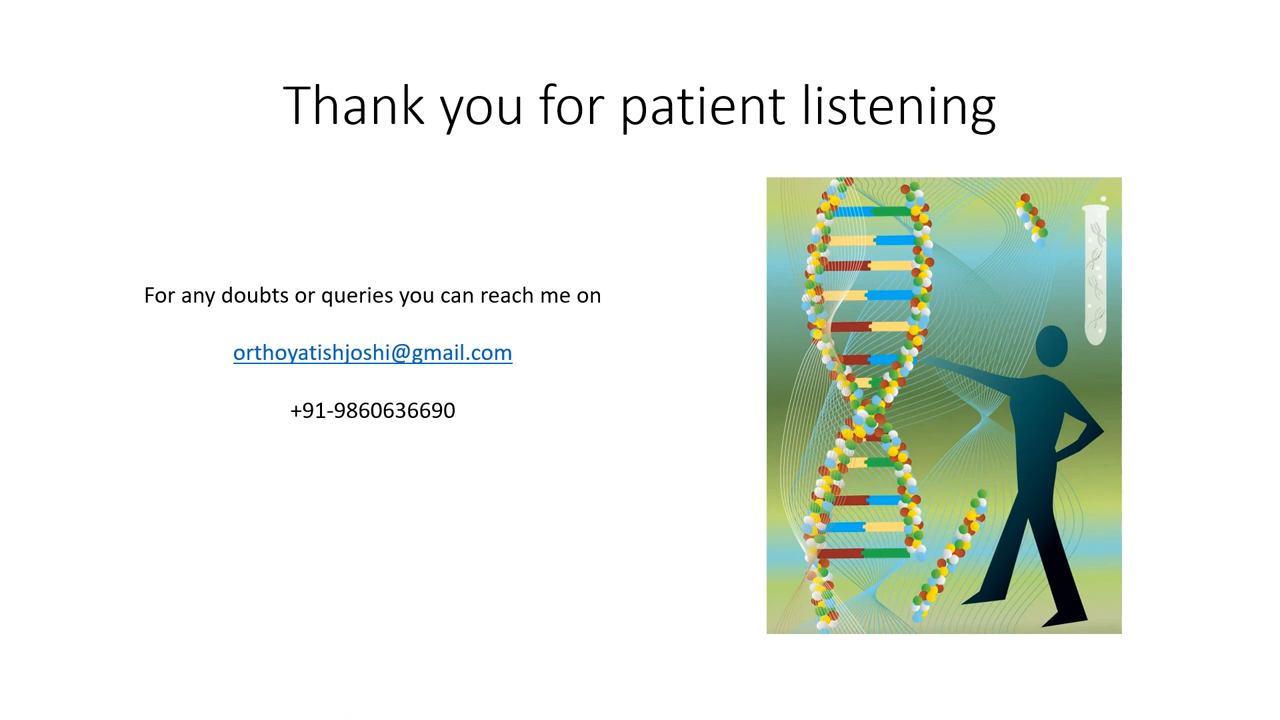 Thank you for patient listening
For any doubts or queries you can reach me on
orthoyatishjoshi@gmail.com
+91-9860636690